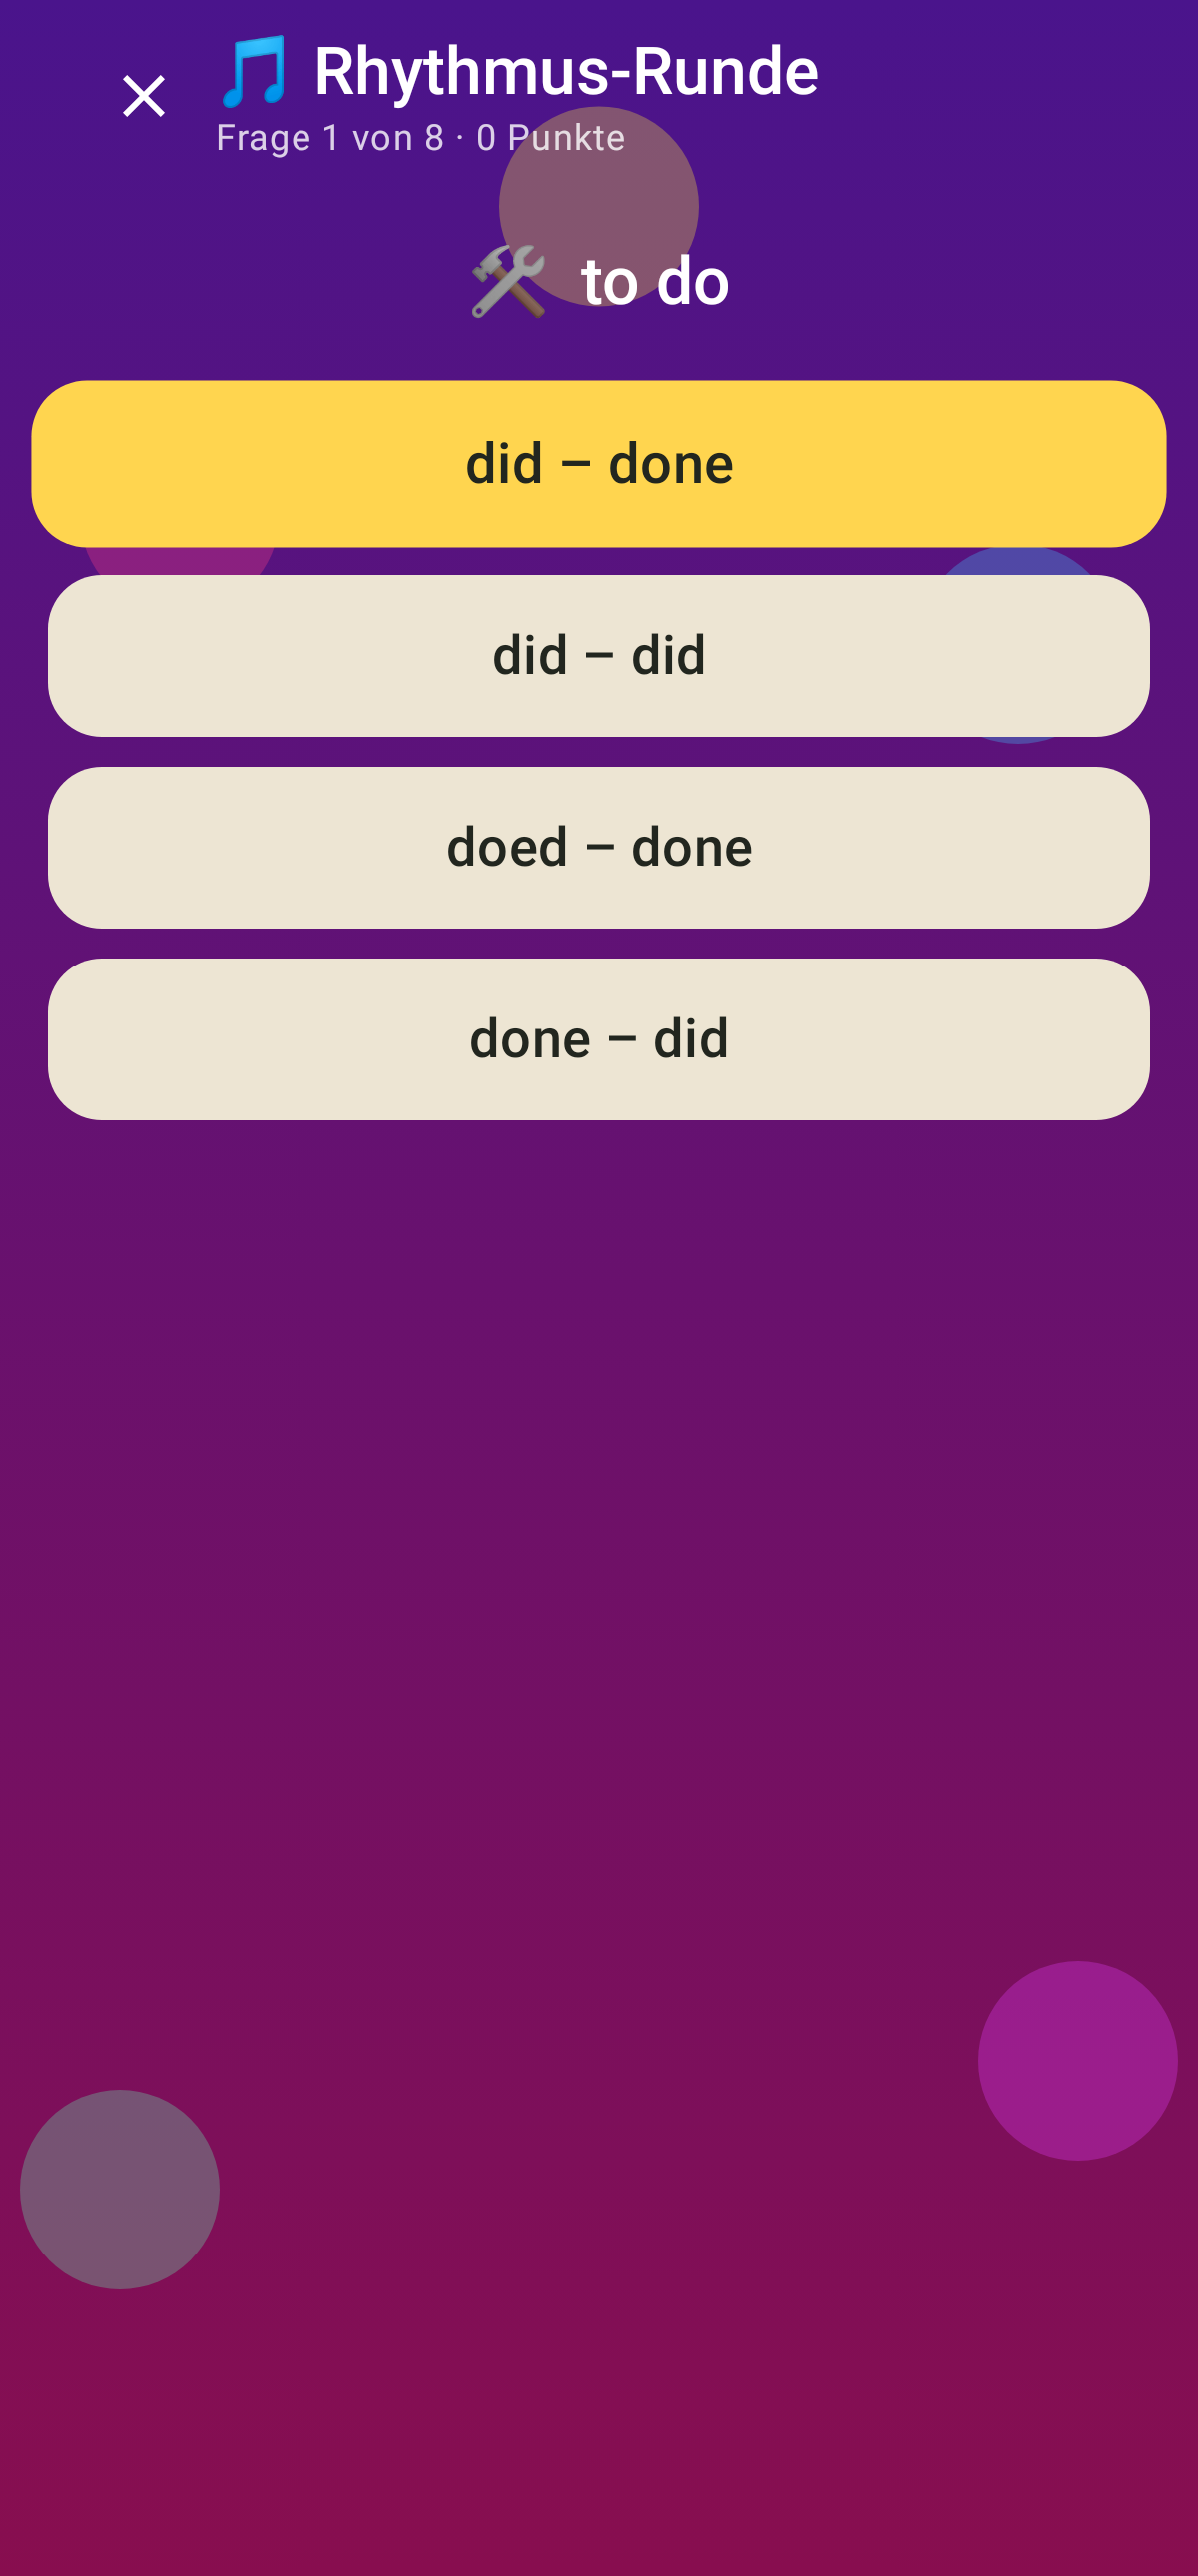 Rhythmus-Runde
Frage 1 von 8 · 0 Punkte
to do
did – done
did – did
doed – done
done – did